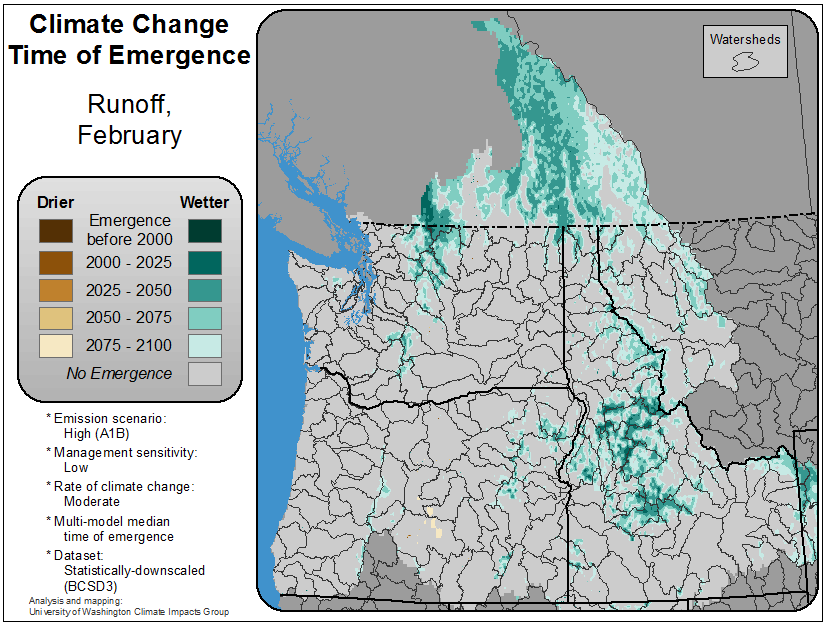 Climate Change
Time of Emergence
Runoff,
February
Watersheds
Drier Wetter
Emergence
before 2000
2000 - 2025
2025 - 2050
2050 - 2075
2075 - 2100
No Emergence
* Emission scenario:
High (A1B)
* Management sensitivity:
Low
* Rate of climate change:
Moderate
* Multi-model median
time of emergence
* Dataset:
Statistically-downscaled
(BCSD3)
Analysis and mapping:
University of Washington Climate Impacts Group